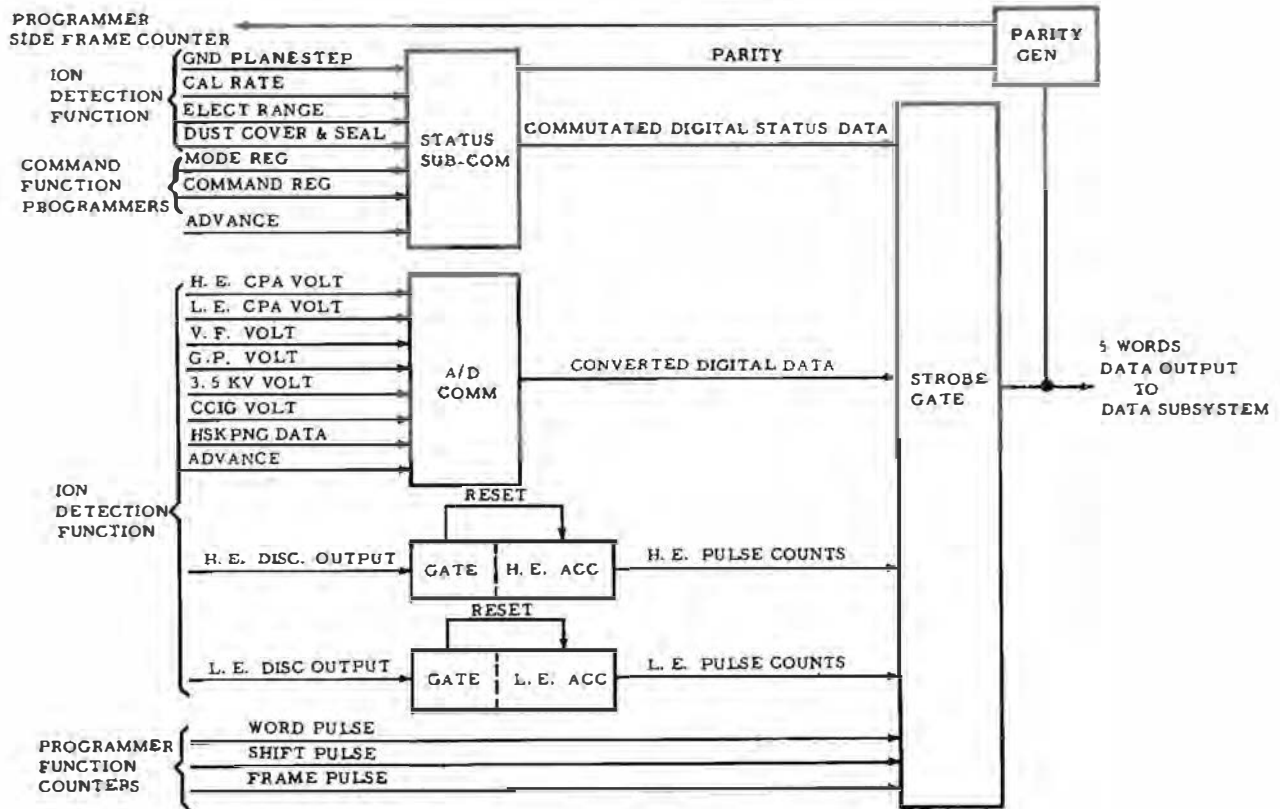 PROGRAMMER
SIDE FRAME COUNTER
PARITY
GEN
PARITY
ION
DETECTION
FUNCTION
GND PLANESTEP
CAL RATE
ELECT RANGE
DUST COVER & SEAL
COMMAND
FUNCTION
PBOGRAMMERS
MODE REG
COMMAND REG
ADVANCE
STATUS
SUB-COM
COMMUTATED DIGITAL STATUS DATA
H. E. CPA VOLT
L. E. CPA VOLT
V. F. VOLT
G.P. VOLT
3. 5 KV VOLT
CCIG VOLT
HSKPNG DATA
ADVANCE
A/D
COMM
CONVERTED DIGITAL DATA
STROBE
GATE
5 WORDS
DATA OUTPUT
TO
DATA SUBSYSTEM
ION
DETECTION
FUNCTION
RESET
H. E. DISC. OUTPUT
GATE
H. E. ACC
H. E. PULSE COUNTS
RESET
L. E. DISC OUTPUT
GATE
L. E. ACC
L. E. PULSE COUNTS
PROGRAMMER
FUNCTION
COUNTERS
WORD PULSE
SHIFT PULSE
FRAME PULSE